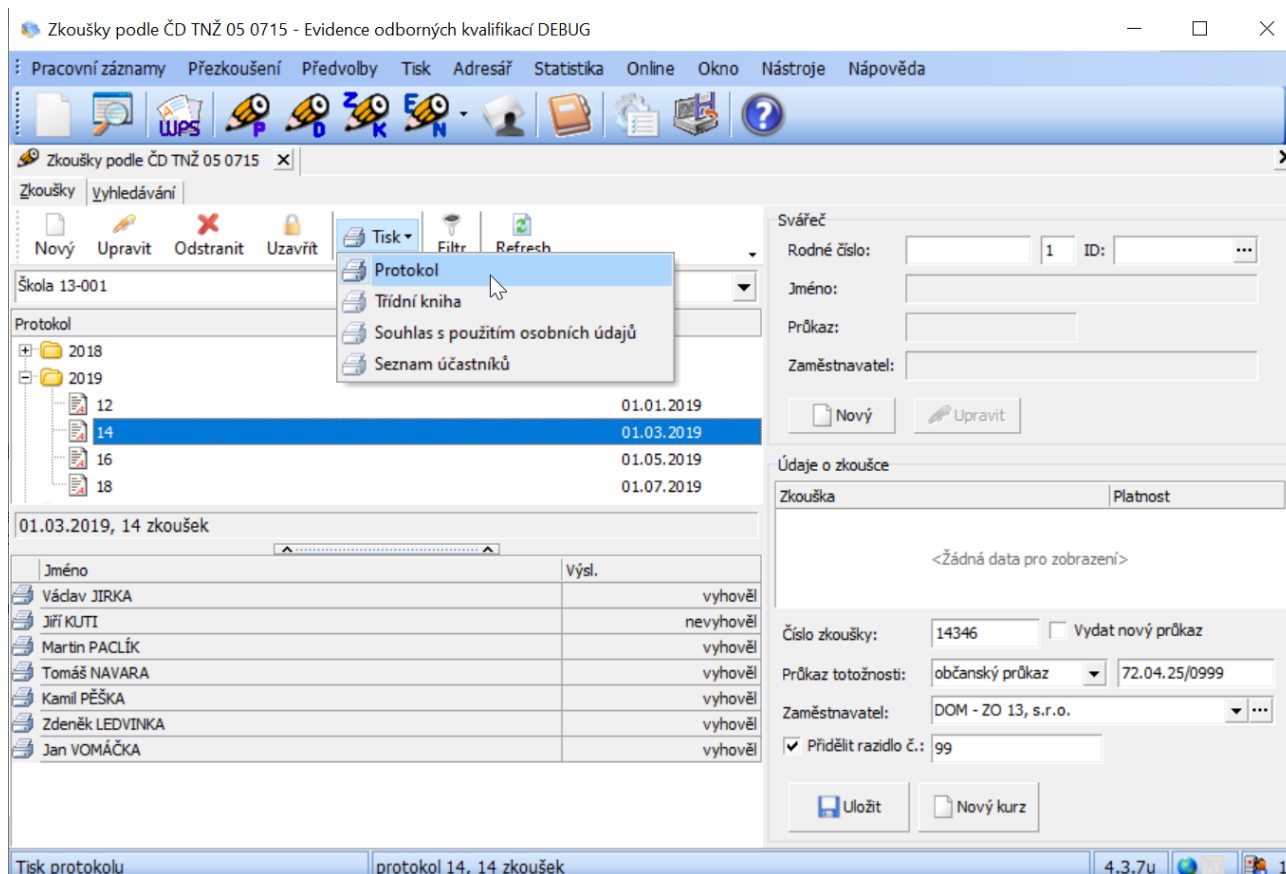 Zkoušky podle ČD TNŽ 05 0715 - Evidence odborných kvalifikací DEBUG
Pracovní záznamy Přezkoušení Předvolby Tisk Adresář Statistika Online Okno Nástroje Nápověda
WPS P D Z K E N
Zkoušky podle ČD TNŽ 05 0715
Zkoušky Vyhledávání
Nový Upravit Odstranit Uzavřít Tisk Filtr Refresh
Protokol
Třídní kniha
Souhlas s použitím osobních údajů
Seznam účastníků
Škola 13-001
Protokol
2018
2019
12 01.01.2019
14 01.03.2019
16 01.05.2019
18 01.07.2019
01.03.2019, 14 zkoušek
Jméno Výsl.
Václav JIRKA vyhověl
Jiří KUTI nevyhověl
Martin PACLÍK vyhověl
Tomáš NAVARA vyhověl
Kamil PĚŠKA vyhověl
Zdeněk LEDVINKA vyhověl
Jan VOMÁČKA vyhověl
Svářeč
Rodné číslo: 1 ID:
Jméno:
Průkaz:
Zaměstnavatel:
Nový Upravit
Údaje o zkoušce
Zkouška Platnost
<Žádná data pro zobrazení>
Číslo zkoušky: 14346 Vydat nový průkaz
Průkaz totožnosti: občanský průkaz 72.04.25/0999
Zaměstnavatel: DOM - ZO 13, s.r.o.
Přidělit razidlo č.: 99
Uložit Nový kurz
Tisk protokolu protokol 14, 14 zkoušek 4.3.7u 1